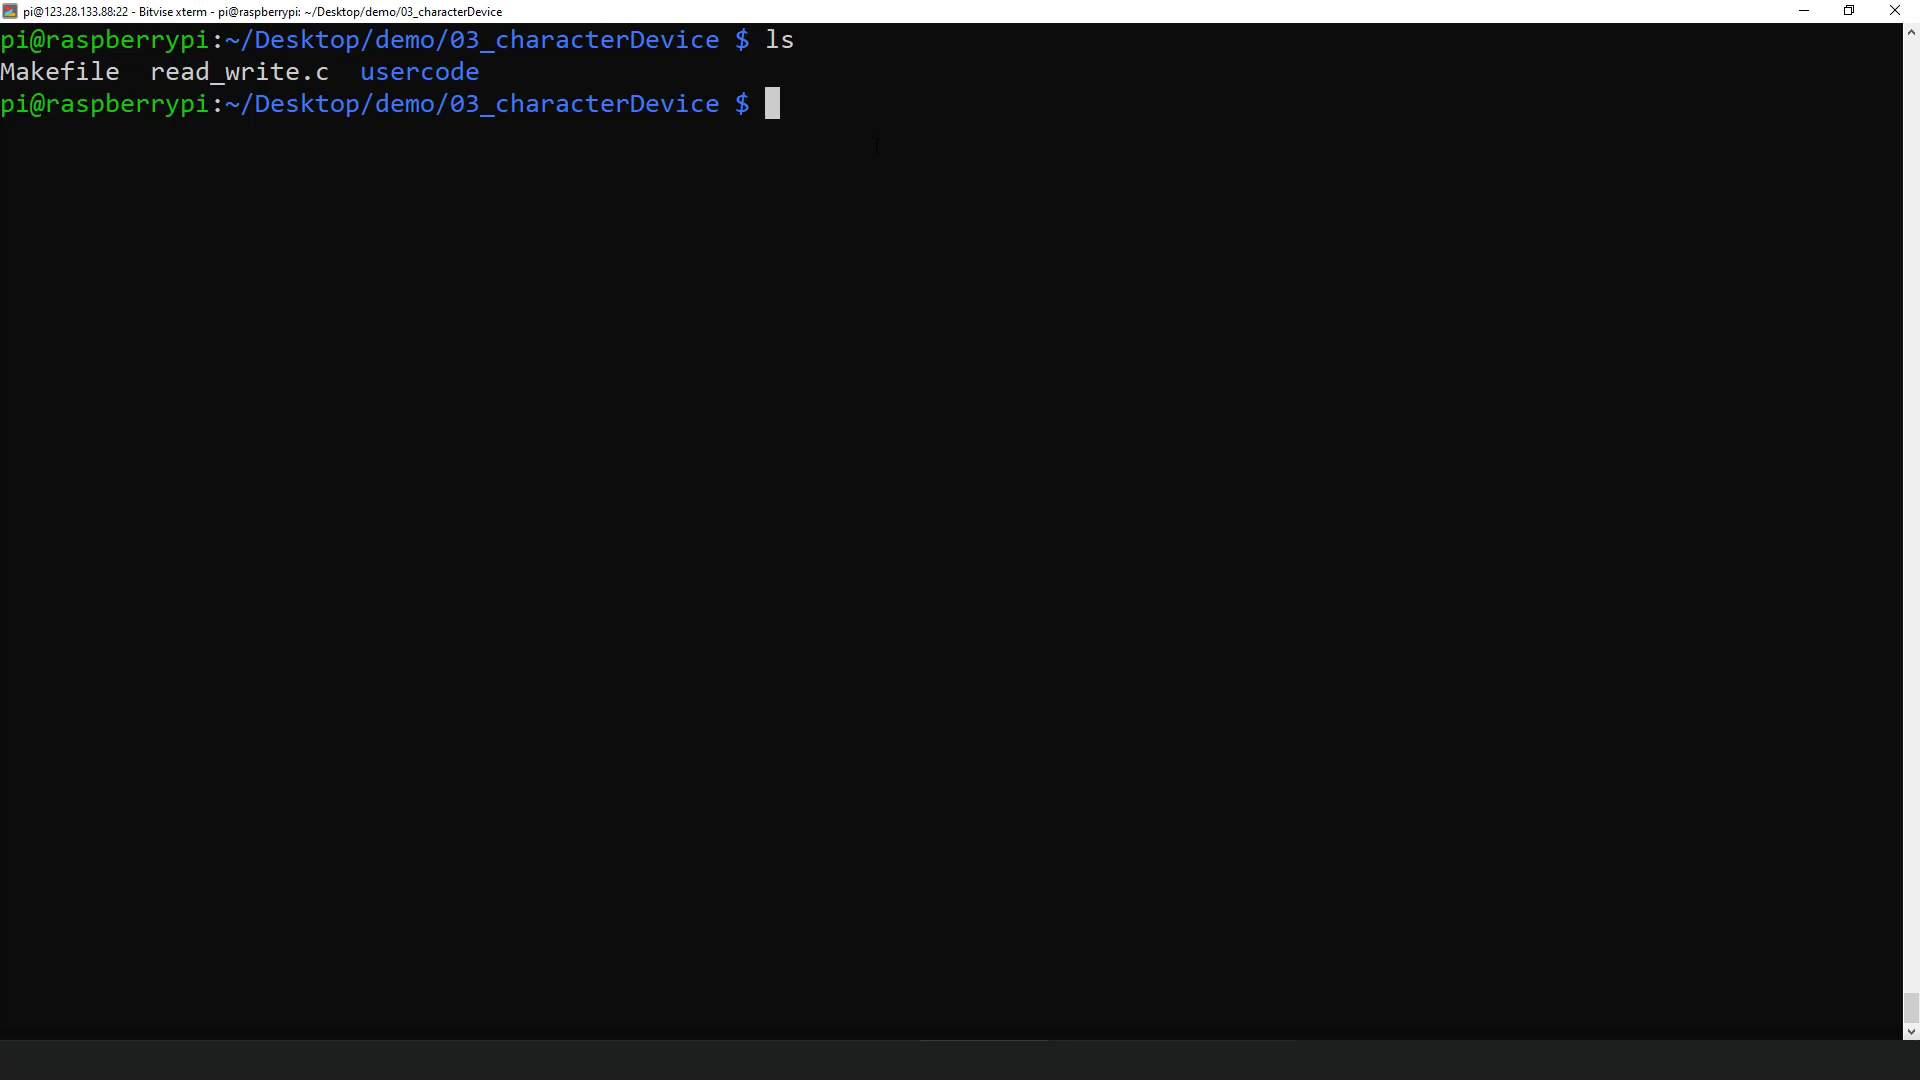 pi@123.28.133.88:22 - Bitvise xterm - pi@raspberrypi: ~/Desktop/demo/03_characterDevice
pi@raspberrypi:~/Desktop/demo/03_characterDevice $ ls
Makefile  read_write.c  usercode
pi@raspberrypi:~/Desktop/demo/03_characterDevice $